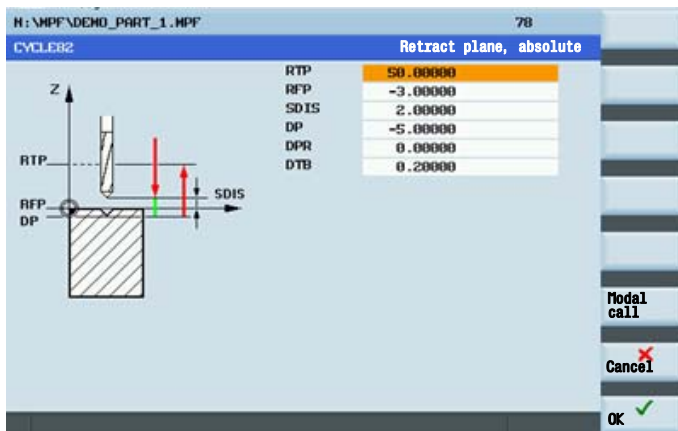 N:\MPF\DEMO_PART_1.MPF 78
CYCLE82 Retract plane, absolute
RTP 50.00000
RFP -3.00000
SDIS 2.00000
DP -5.00000
DPR 0.00000
DTB 0.20000
Z
RTP
SDIS
RFP
DP
Modal
call
Cancel
OK